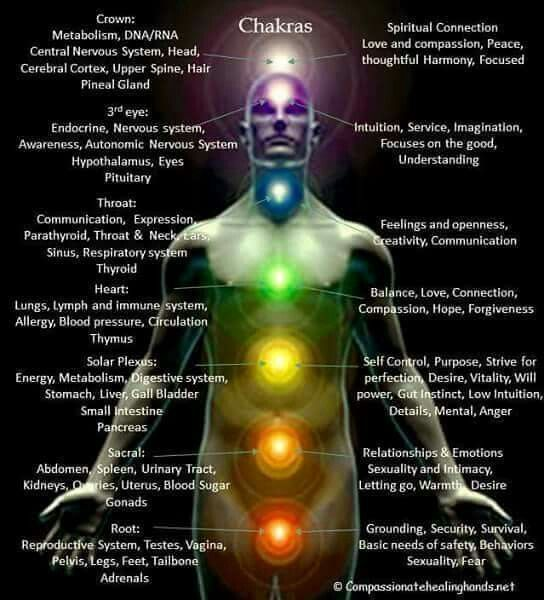 Chakras
Crown:
Metabolism, DNA/RNA
Central Nervous System, Head,
Cerebral Cortex, Upper Spine, Hair
Pineal Gland
Spiritual Connection
Love and compassion, Peace,
thoughtful Harmony, Focused
3rd eye:
Endocrine, Nervous system,
Awareness, Autonomic Nervous System
Hypothalamus, Eyes
Pituitary
Intuition, Service, Imagination,
Focuses on the good,
Understanding
Throat:
Communication, Expression,
Parathyroid, Throat & Neck, Ears,
Sinus, Respiratory system
Thyroid
Feelings and openness,
Creativity, Communication
Heart:
Lungs, Lymph and immune system,
Allergy, Blood pressure, Circulation
Thymus
Balance, Love, Connection,
Compassion, Hope, Forgiveness
Solar Plexus:
Energy, Metabolism, Digestive system,
Stomach, Liver, Gall Bladder
Small Intestine
Pancreas
Self Control, Purpose, Strive for
perfection, Desire, Vitality, Will
power, Gut Instinct, Low Intuition,
Details, Mental, Anger
Sacral:
Abdomen, Spleen, Urinary Tract,
Kidneys, Ovaries, Uterus, Blood Sugar
Gonads
Relationships & Emotions
Sexuality and Intimacy,
Letting go, Warmth, Desire
Root:
Reproductive System, Testes, Vagina,
Pelvis, Legs, Feet, Tailbone
Adrenals
Grounding, Security, Survival,
Basic needs of safety, Behaviors
Sexuality, Fear
© Compassionatehealinghands.net